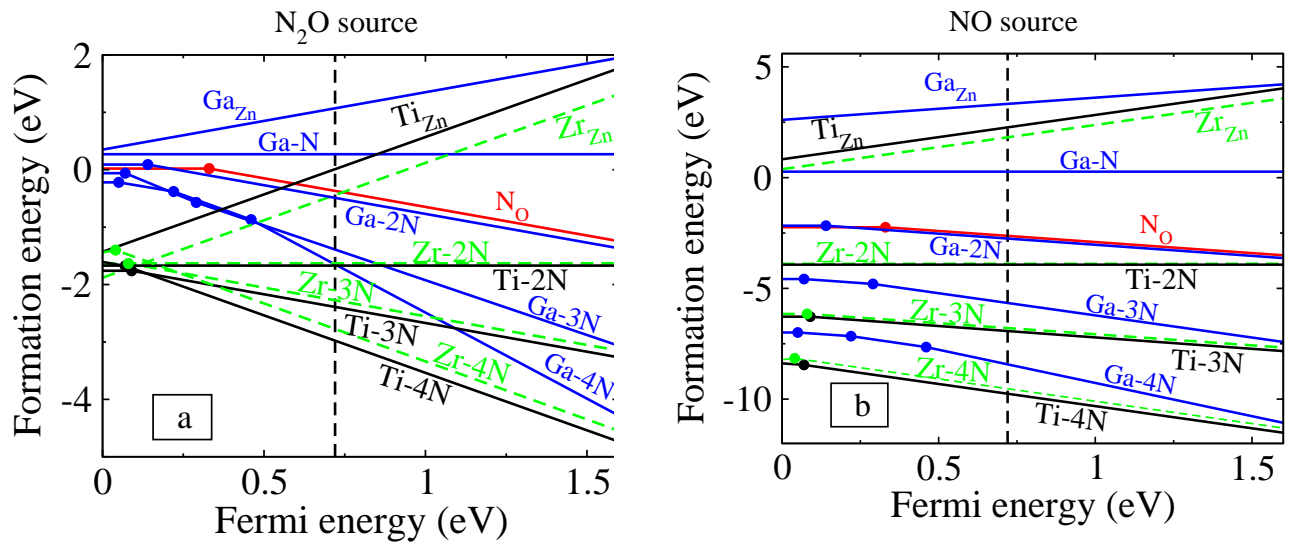 N2O source
NO source
Formation energy (eV)
2
0
-2
-4
0
0.5
1
1.5
Fermi energy (eV)
GaZn
TiZn
ZrZn
Ga-N
NO
Ga-2N
Zr-2N
Ti-2N
Zr-3N
Ga-3N
Ti-3N
Zr-4N
Ga-4N
Ti-4N
a
Formation energy (eV)
5
0
-5
-10
0
0.5
1
1.5
Fermi energy (eV)
GaZn
TiZn
ZrZn
Ga-N
NO
Ga-2N
Zr-2N
Ti-2N
Ga-3N
Zr-3N
Ti-3N
Ga-4N
Zr-4N
Ti-4N
b